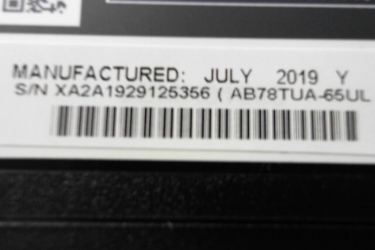 MANUFACTURED: JULY 2019 Y
S/N XA2A1929125356 ( AB78TUA-65UL